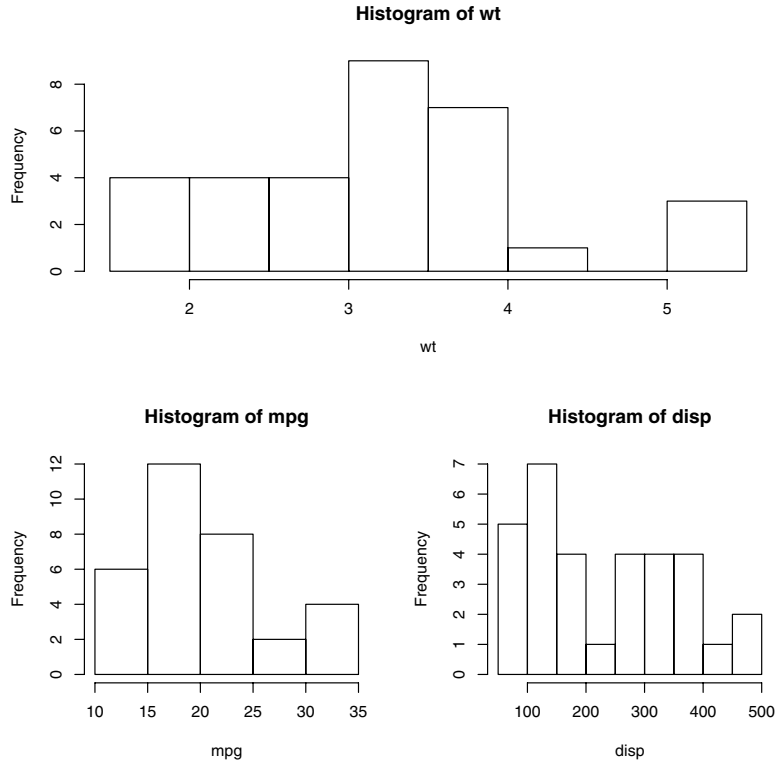 Histogram of wt
Frequency
0 2 4 6 8
2 3 4 5
wt
Histogram of mpg
Frequency
0 2 4 6 8 10 12
10 15 20 25 30 35
mpg
Histogram of disp
Frequency
0 1 2 3 4 5 6 7
100 200 300 400 500
disp